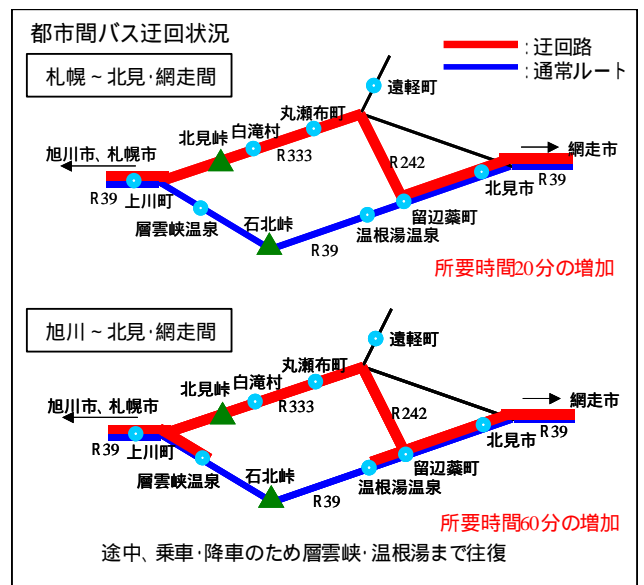 都市間バス迂回状況
:迂回路
:通常ルート
札幌~北見・網走間
遠軽町
丸瀬布町
白滝村
北見峠
R333
旭川市、札幌市
網走市
R242
R39
上川町
北見市
R39
層雲峡温泉
石北峠
留辺蘂町
温根湯温泉
R39
所要時間20分の増加
旭川~北見・網走間
遠軽町
丸瀬布町
白滝村
北見峠
R333
旭川市、札幌市
網走市
R242
R39
上川町
北見市
R39
層雲峡温泉
石北峠
留辺蘂町
温根湯温泉
R39
所要時間60分の増加
途中、乗車・降車のため層雲峡・温根湯まで往復